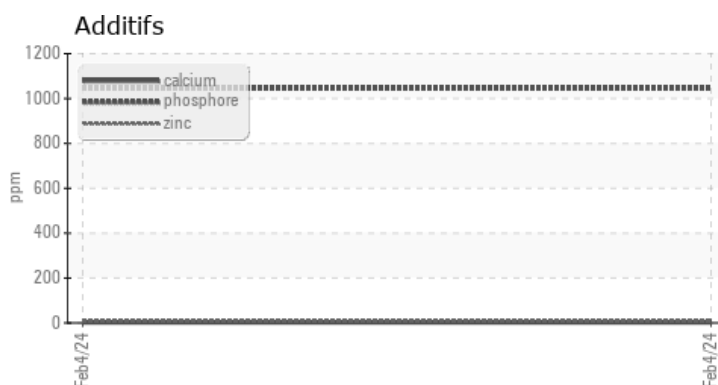 Additifs
1200
1000
800
600
400
200
0
ppm
calcium
phosphore
zinc
Feb4/24
Feb4/24